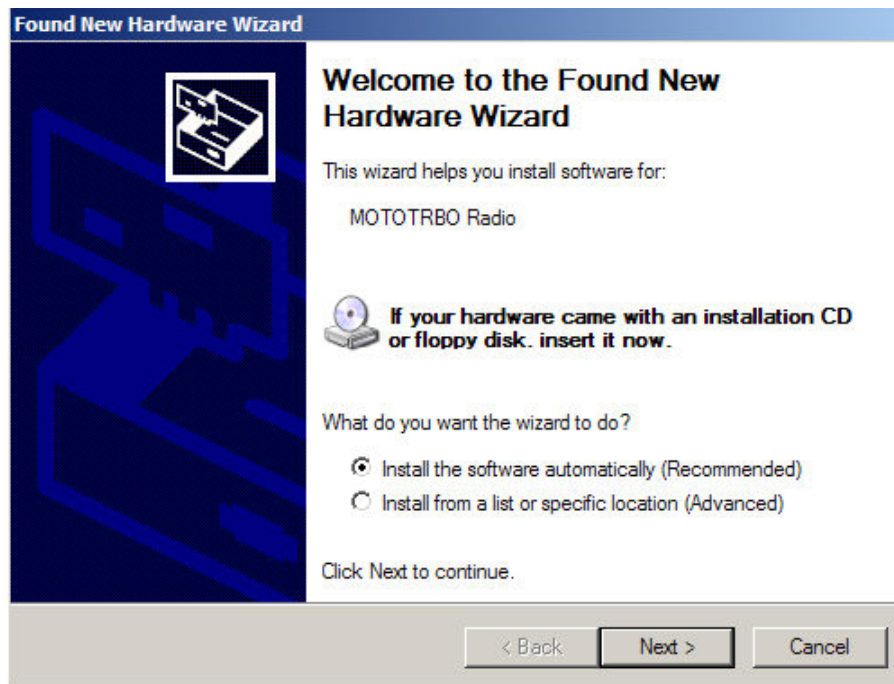 Found New Hardware Wizard
Welcome to the Found New
Hardware Wizard
This wizard helps you install software for:
MOTOTRBO Radio
If your hardware came with an installation CD
or floppy disk, insert it now.
What do you want the wizard to do?
Install the software automatically (Recommended)
Install from a list or specific location (Advanced)
Click Next to continue.
< Back
Next >
Cancel